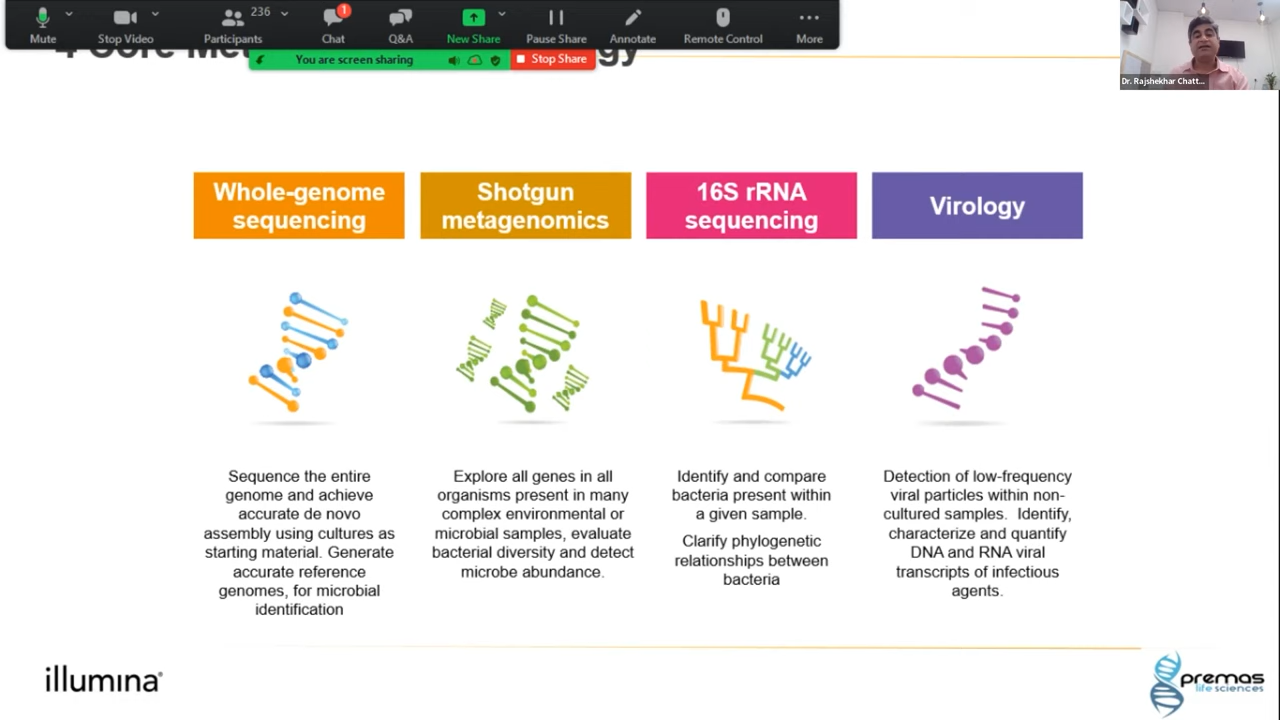 236
1
Mute
Stop Video
Participants
Chat
Q&A
New Share
Pause Share
Annotate
Remote Control
More
4 Core
You are screen sharing
Stop Share
Dr. Rajshekhar Chatt...
Whole-genome
sequencing
Shotgun
metagenomics
16S rRNA
sequencing
Virology
Sequence the entire
genome and achieve
accurate de novo
assembly using cultures as
starting material. Generate
accurate reference
genomes, for microbial
identification
Explore all genes in all
organisms present in many
complex environmental or
microbial samples, evaluate
bacterial diversity and detect
microbe abundance.
Identify and compare
bacteria present within
a given sample.
Clarify phylogenetic
relationships between
bacteria
Detection of low-frequency
viral particles within non-
cultured samples. Identify,
characterize and quantify
DNA and RNA viral
transcripts of infectious
agents.
illumina®
premas
life sciences